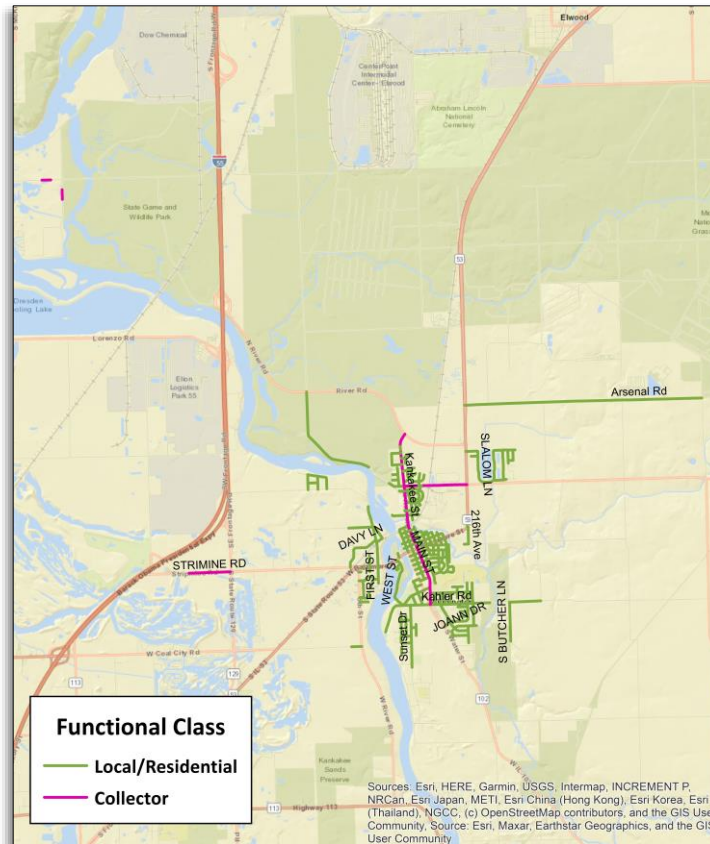 Elwood
Dow Chemical
CenterPoint
Intermodal
Center - Elwood
Abraham Lincoln
National
Cemetery
55
State Game and
Wildlife Park
53
Lorenzo Rd
N River Rd
River Rd
Elion
Logistics
Park 55
Arsenal Rd
SLALOM LN
Kankakee St
216th Ave
DAVY LN
MAIN ST
STRIMINE RD
FIRST ST
WEST ST
Kahler Rd
JOANN DR
S BUTCHER LN
Sunset Dr
S Water St
W Coal City Rd
113
129
102
W River Rd
Kankakee
Sands
Preserve
Highway 113
Functional Class
Local/Residential
Collector
Sources: Esri, HERE, Garmin, USGS, Intermap, INCREMENT P,
NRCan, Esri Japan, METI, Esri China (Hong Kong), Esri Korea, Esri
(Thailand), NGCC, (c) OpenStreetMap contributors, and the GIS User
Community, Source: Esri, Maxar, Earthstar Geographics, and the GIS
User Community